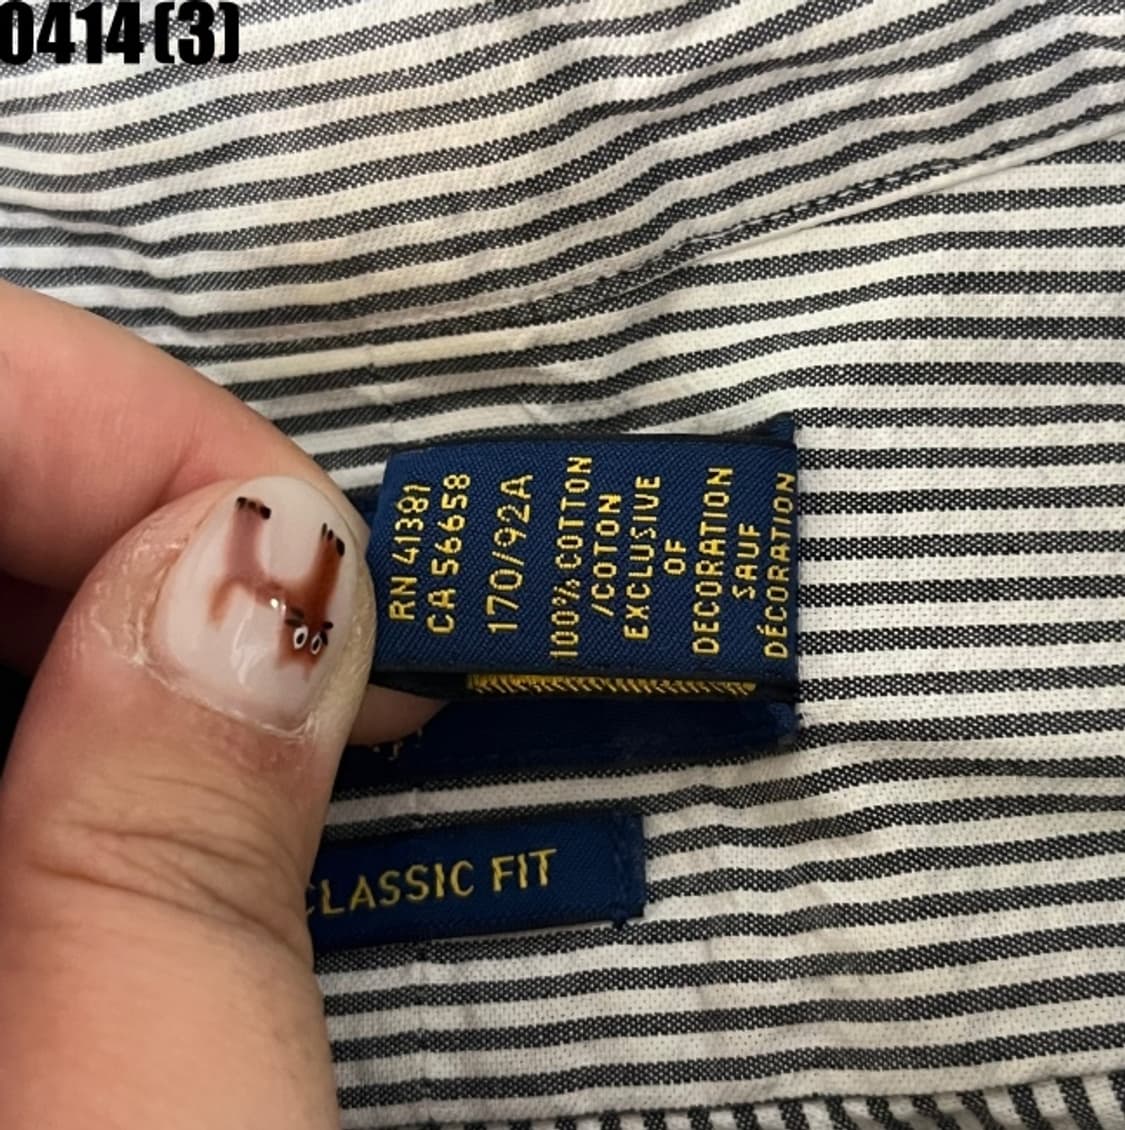 0414(3)
RN 41381
CA 56658
170/92A
100% COTTON
/COTON
EXCLUSIVE
OF
DECORATION
SAUF
DÉCORATION
CLASSIC FIT